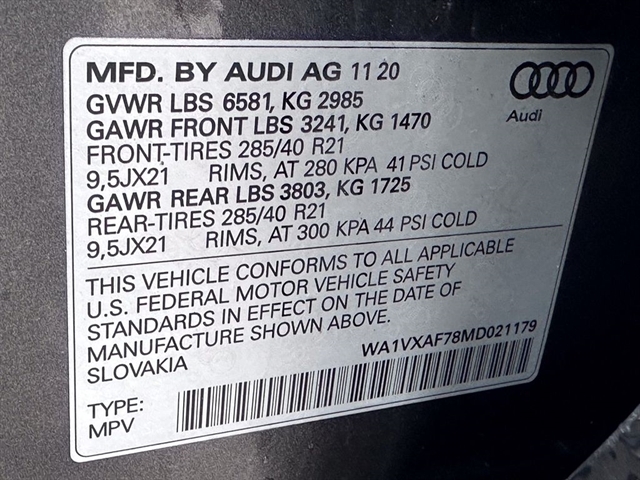 MFD. BY AUDI AG 11 20
GVWR LBS 6581, KG 2985
GAWR FRONT LBS 3241, KG 1470
FRONT-TIRES 285/40 R21
9,5JX21 RIMS, AT 280 KPA 41 PSI COLD
GAWR REAR LBS 3803, KG 1725
REAR-TIRES 285/40 R21
9,5JX21 RIMS, AT 300 KPA 44 PSI COLD
Audi
THIS VEHICLE CONFORMS TO ALL APPLICABLE
U.S. FEDERAL MOTOR VEHICLE SAFETY
STANDARDS IN EFFECT ON THE DATE OF
MANUFACTURE SHOWN ABOVE.
SLOVAKIA
WA1VXAF78MD021179
TYPE:
MPV